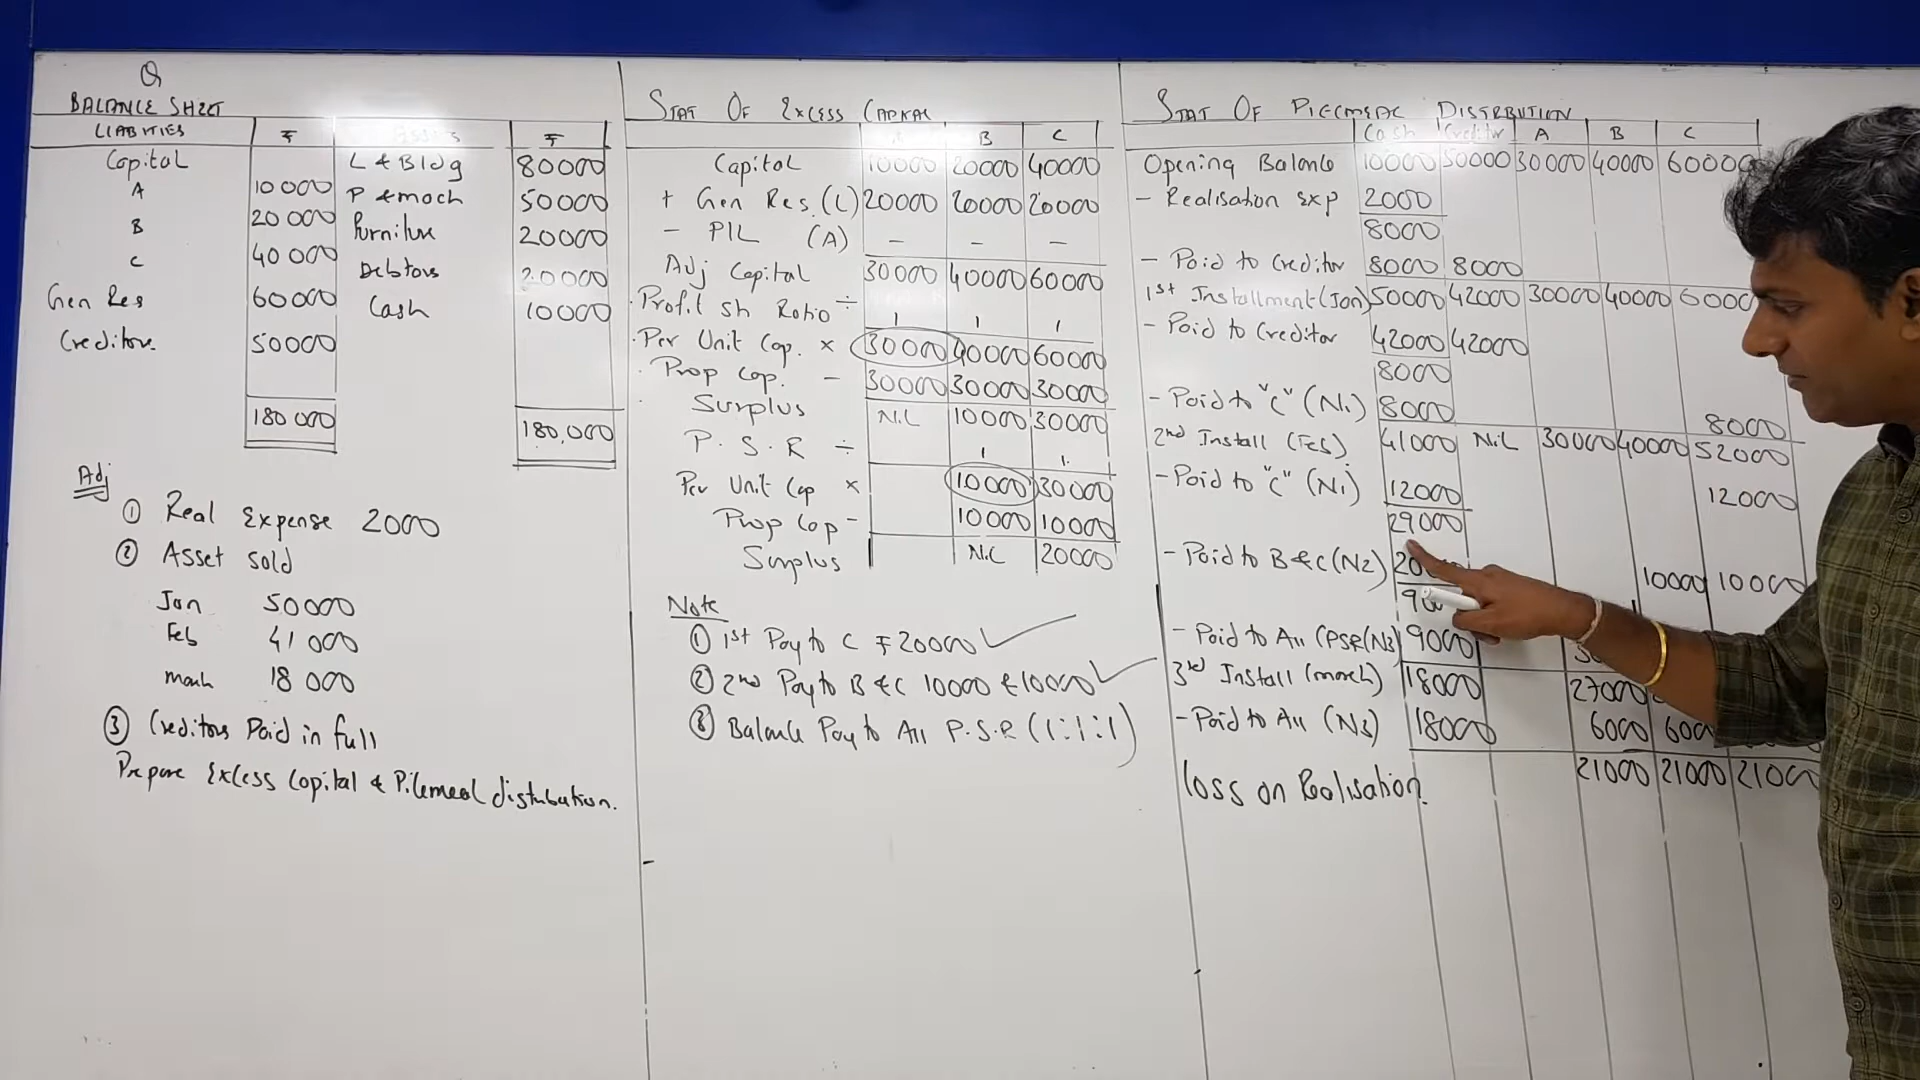 Q
BALANCE SHEET
LIABITIES ₹ ₹
Capital L & Bldg 80000
A 10000 P & mach 50000
B 20000 Furniture 20000
C 40000 Debtors 20000
Gen Res 60000 Cash 10000
Creditors. 50000
180000 180,000
Adj
① Real Expense 2000
② Asset sold
Jan 50000
Feb 41000
march 18000
③ Creditors Paid in full
Prepare Excess Capital & Piecemeal distribution.
STAT OF EXCESS CAPITAL
A B C
Capital 10000 20000 40000
+ Gen Res. (L) 20000 20000 20000
- P/L (A) - - -
Adj Capital 30000 40000 60000
Profit Sh Ratio ÷ 1 1 1
Per Unit Cap. × 30000 40000 60000
Prop Cap. - 30000 30000 30000
Surplus NIL 10000 30000
P. S. R ÷ 1 1
Per Unit Cap × 10000 30000
Prop Cap - 10000 10000
Surplus NIL 20000
Note
① 1st Pay to C ₹ 20000
② 2nd Pay to B & C 10000 & 10000
③ Balance Pay to All P.S.R (1:1:1)
STAT OF PIECMEAL DISTRBUTION
Cash Creditor A B C
Opening Balance 10000 50000 30000 40000 60000
- Realisation Exp 2000
8000
- Paid to Creditor 8000 8000
1st Installment (Jan) 50000 42000 30000 40000
- Paid to Creditor 42000 42000
8000
- Paid to "C" (N1) 8000 8000
2nd Install (Feb) 41000 NIL 30000 40000 52000
- Paid to "C" (N1) 12000 12000
29000
- Paid to B & C (N2) 10000 10000
- Paid to All (PSR (N3) 9000
3rd Install (march) 18000 27000
- Paid to All (N3) 18000 6000
21000 21000 21000
Loss on Realisation.